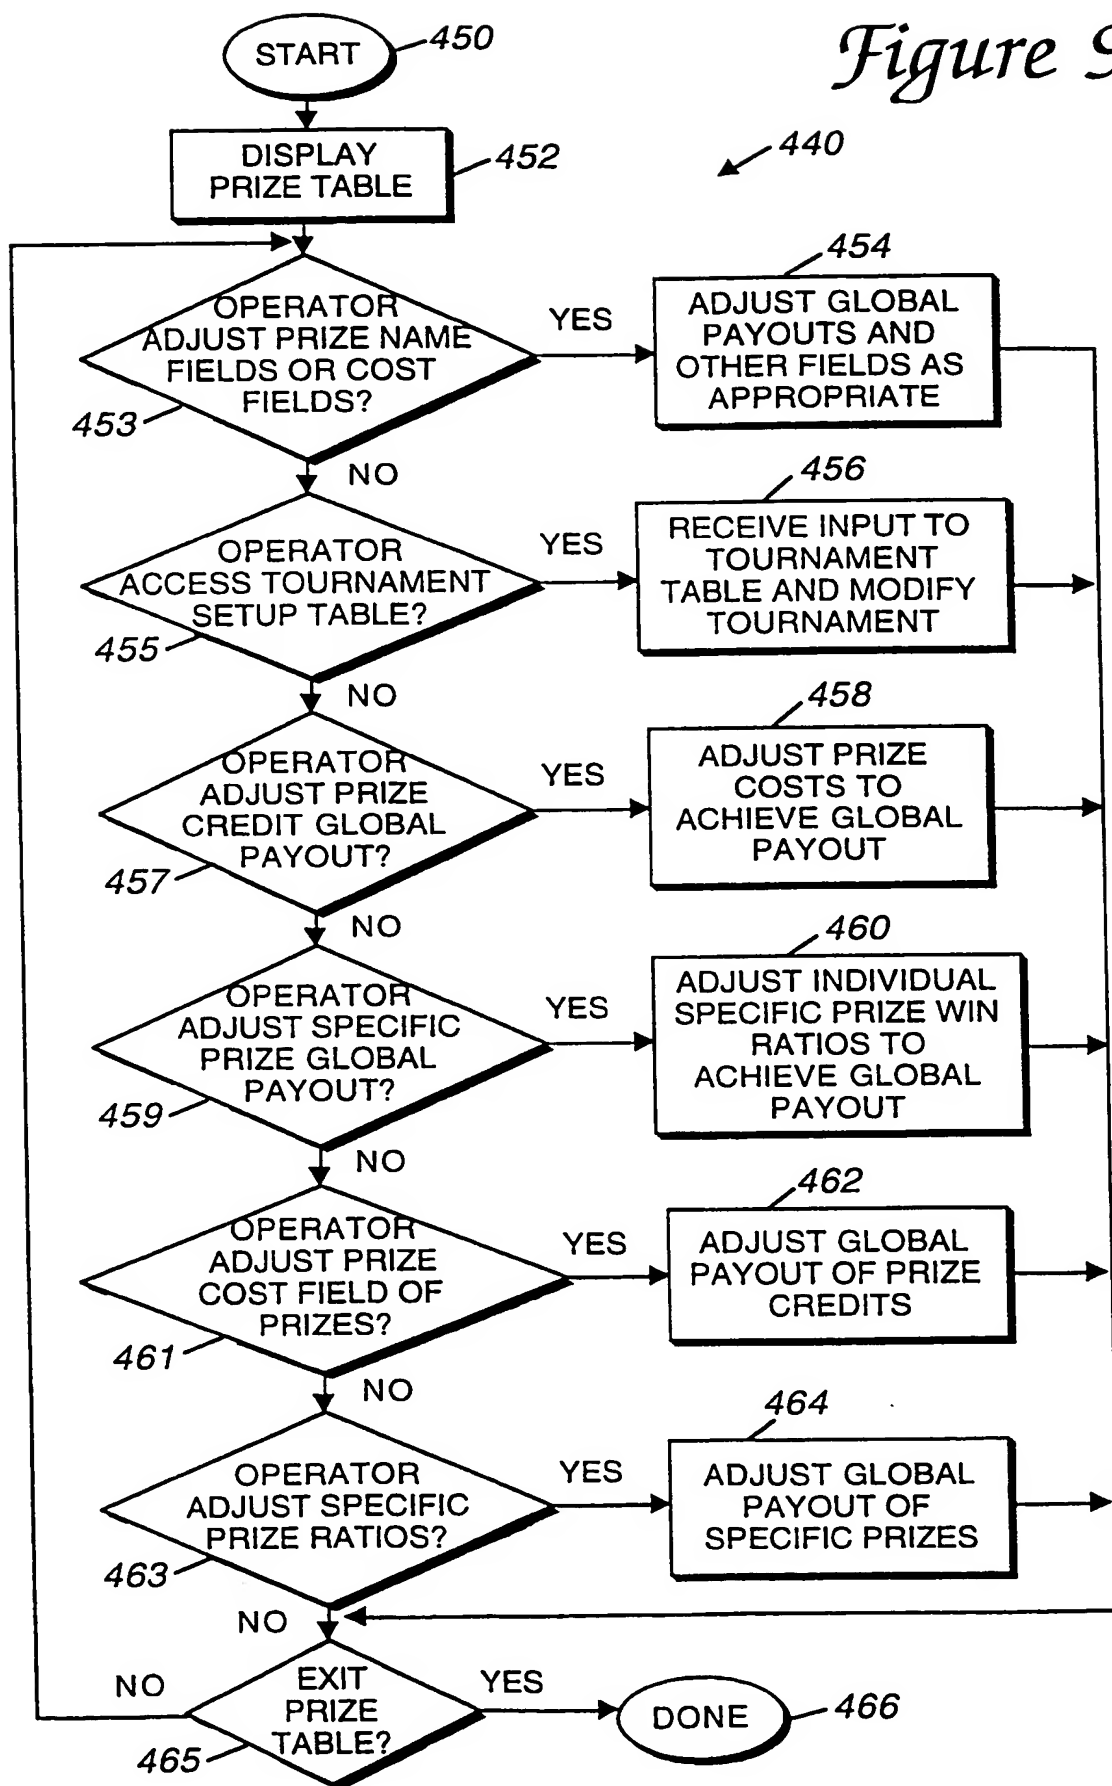 Figure 9
START
450
DISPLAY
PRIZE TABLE
452
440
OPERATOR
ADJUST PRIZE NAME
FIELDS OR COST
FIELDS?
453
YES
454
ADJUST GLOBAL
PAYOUTS AND
OTHER FIELDS AS
APPROPRIATE
NO
OPERATOR
ACCESS TOURNAMENT
SETUP TABLE?
455
YES
456
RECEIVE INPUT TO
TOURNAMENT
TABLE AND MODIFY
TOURNAMENT
NO
OPERATOR
ADJUST PRIZE
CREDIT GLOBAL
PAYOUT?
457
YES
458
ADJUST PRIZE
COSTS TO
ACHIEVE GLOBAL
PAYOUT
NO
OPERATOR
ADJUST SPECIFIC
PRIZE GLOBAL
PAYOUT?
459
YES
460
ADJUST INDIVIDUAL
SPECIFIC PRIZE WIN
RATIOS TO
ACHIEVE GLOBAL
PAYOUT
NO
OPERATOR
ADJUST PRIZE
COST FIELD OF
PRIZES?
461
YES
462
ADJUST GLOBAL
PAYOUT OF PRIZE
CREDITS
NO
OPERATOR
ADJUST SPECIFIC
PRIZE RATIOS?
463
YES
464
ADJUST GLOBAL
PAYOUT OF
SPECIFIC PRIZES
NO
EXIT
PRIZE
TABLE?
465
NO
YES
DONE
466